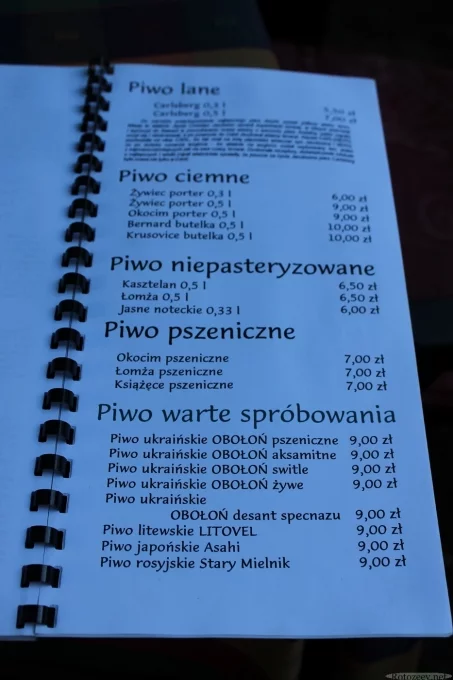 Piwo lane
Carlsberg 0,3 l 5,50 zł
Carlsberg 0,5 l 7,00 zł
Piwo ciemne
Żywiec porter 0,3 l 6,00 zł
Żywiec porter 0,5 l 9,00 zł
Okocim porter 0,5 l 9,00 zł
Bernard butelka 0,5 l 10,00 zł
Krusovice butelka 0,5 l 10,00 zł
Piwo niepasteryzowane
Kasztelan 0,5 l 6,50 zł
Łomża 0,5 l 6,50 zł
Jasne noteckie 0,33 l 6,00 zł
Piwo pszeniczne
Okocim pszeniczne 7,00 zł
Łomża pszeniczne 7,00 zł
Książęce pszeniczne 7,00 zł
Piwo warte spróbowania
Piwo ukraińskie OBOŁOŃ pszeniczne 9,00 zł
Piwo ukraińskie OBOŁOŃ aksamitne 9,00 zł
Piwo ukraińskie OBOŁOŃ switle 9,00 zł
Piwo ukraińskie OBOŁOŃ żywe 9,00 zł
Piwo ukraińskie
OBOŁOŃ desant specnazu 9,00 zł
Piwo litewskie LITOVEL 9,00 zł
Piwo japońskie Asahi 9,00 zł
Piwo rosyjskie Stary Mielnik 9,00 zł